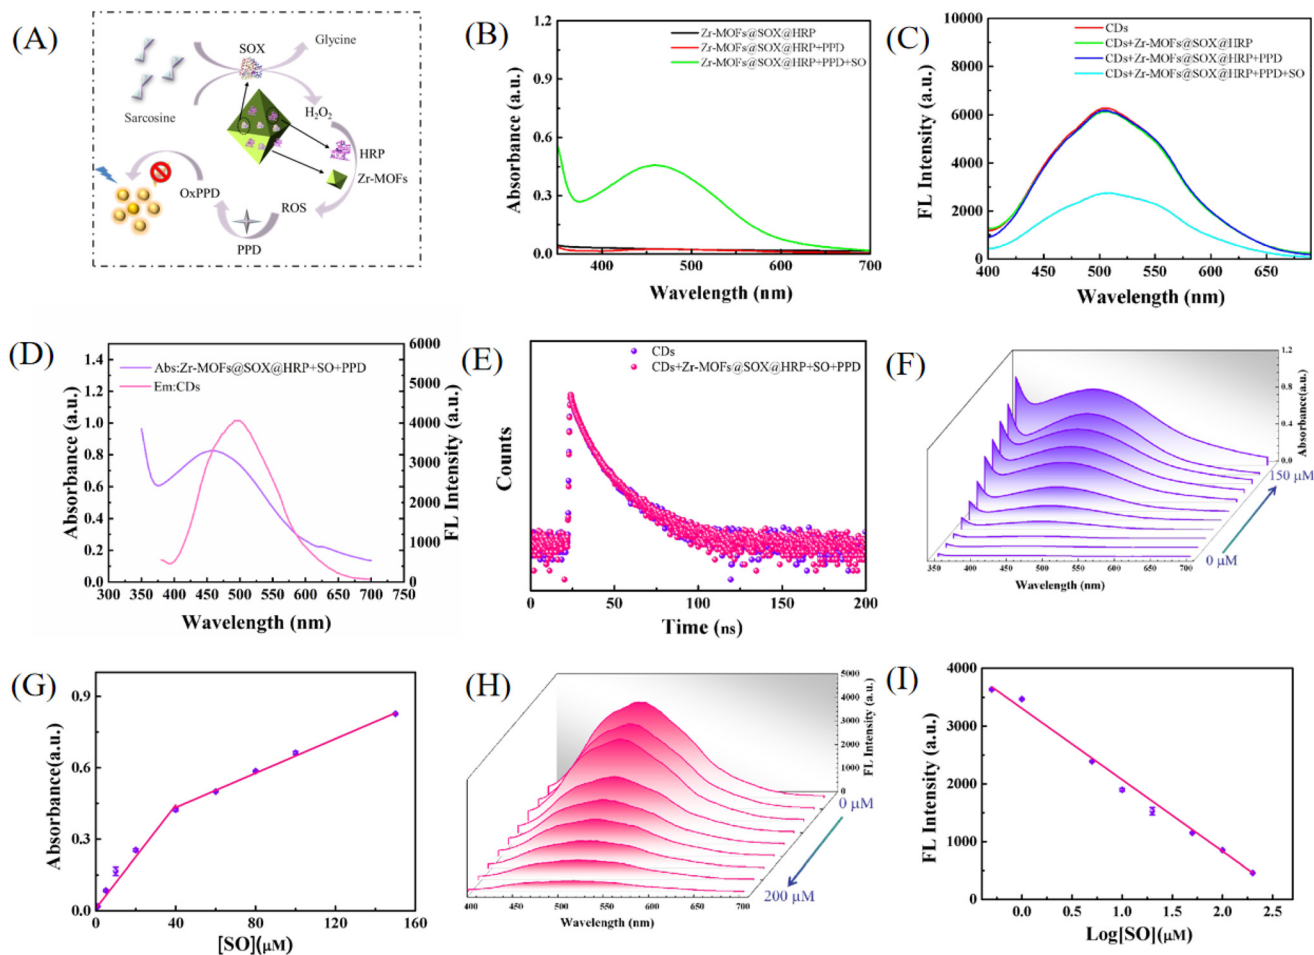 (A)
SOX
Glycine
Sarcosine
H₂O₂
HRP
Zr-MOFs
OxPPD
ROS
PPD
(B)
Zr-MOFs@SOX@HRP
Zr-MOFs@SOX@HRP+PPD
Zr-MOFs@SOX@HRP+PPD+SO
Absorbance (a.u.)
1.2
0.9
0.6
0.3
0.0
400 500 600 700
Wavelength (nm)
(C)
CDs
CDs+Zr-MOFs@SOX@HRP
CDs+Zr-MOFs@SOX@HRP+PPD
CDs+Zr-MOFs@SOX@HRP+PPD+SO
FL Intensity (a.u.)
10000
8000
6000
4000
2000
0
400 450 500 550 600 650
Wavelength (nm)
(D)
Abs:Zr-MOFs@SOX@HRP+SO+PPD
Em:CDs
Absorbance (a.u.)
1.4
1.2
1.0
0.8
0.6
0.4
0.2
0.0
FL Intensity (a.u.)
6000
5000
4000
3000
2000
1000
0
300 350 400 450 500 550 600 650 700 750
Wavelength (nm)
(E)
CDs
CDs+Zr-MOFs@SOX@HRP+SO+PPD
Counts
0 50 100 150 200
Time (ns)
(F)
1.2
0.8
0.4
0.0
Absorbance(a.u.)
150 μM
0 μM
350 400 450 500 550 600 650 700
Wavelength (nm)
(G)
Absorbance(a.u.)
0.9
0.6
0.3
0.0
0 40 80 120 160
[SO](μM)
(H)
5000
4000
3000
2000
1000
0
FL Intensity (a.u.)
0 μM
200 μM
400 450 500 550 600 650 700
Wavelength (nm)
(I)
FL Intensity (a.u.)
4000
3000
2000
1000
0
0.0 0.5 1.0 1.5 2.0 2.5
Log[SO](μM)